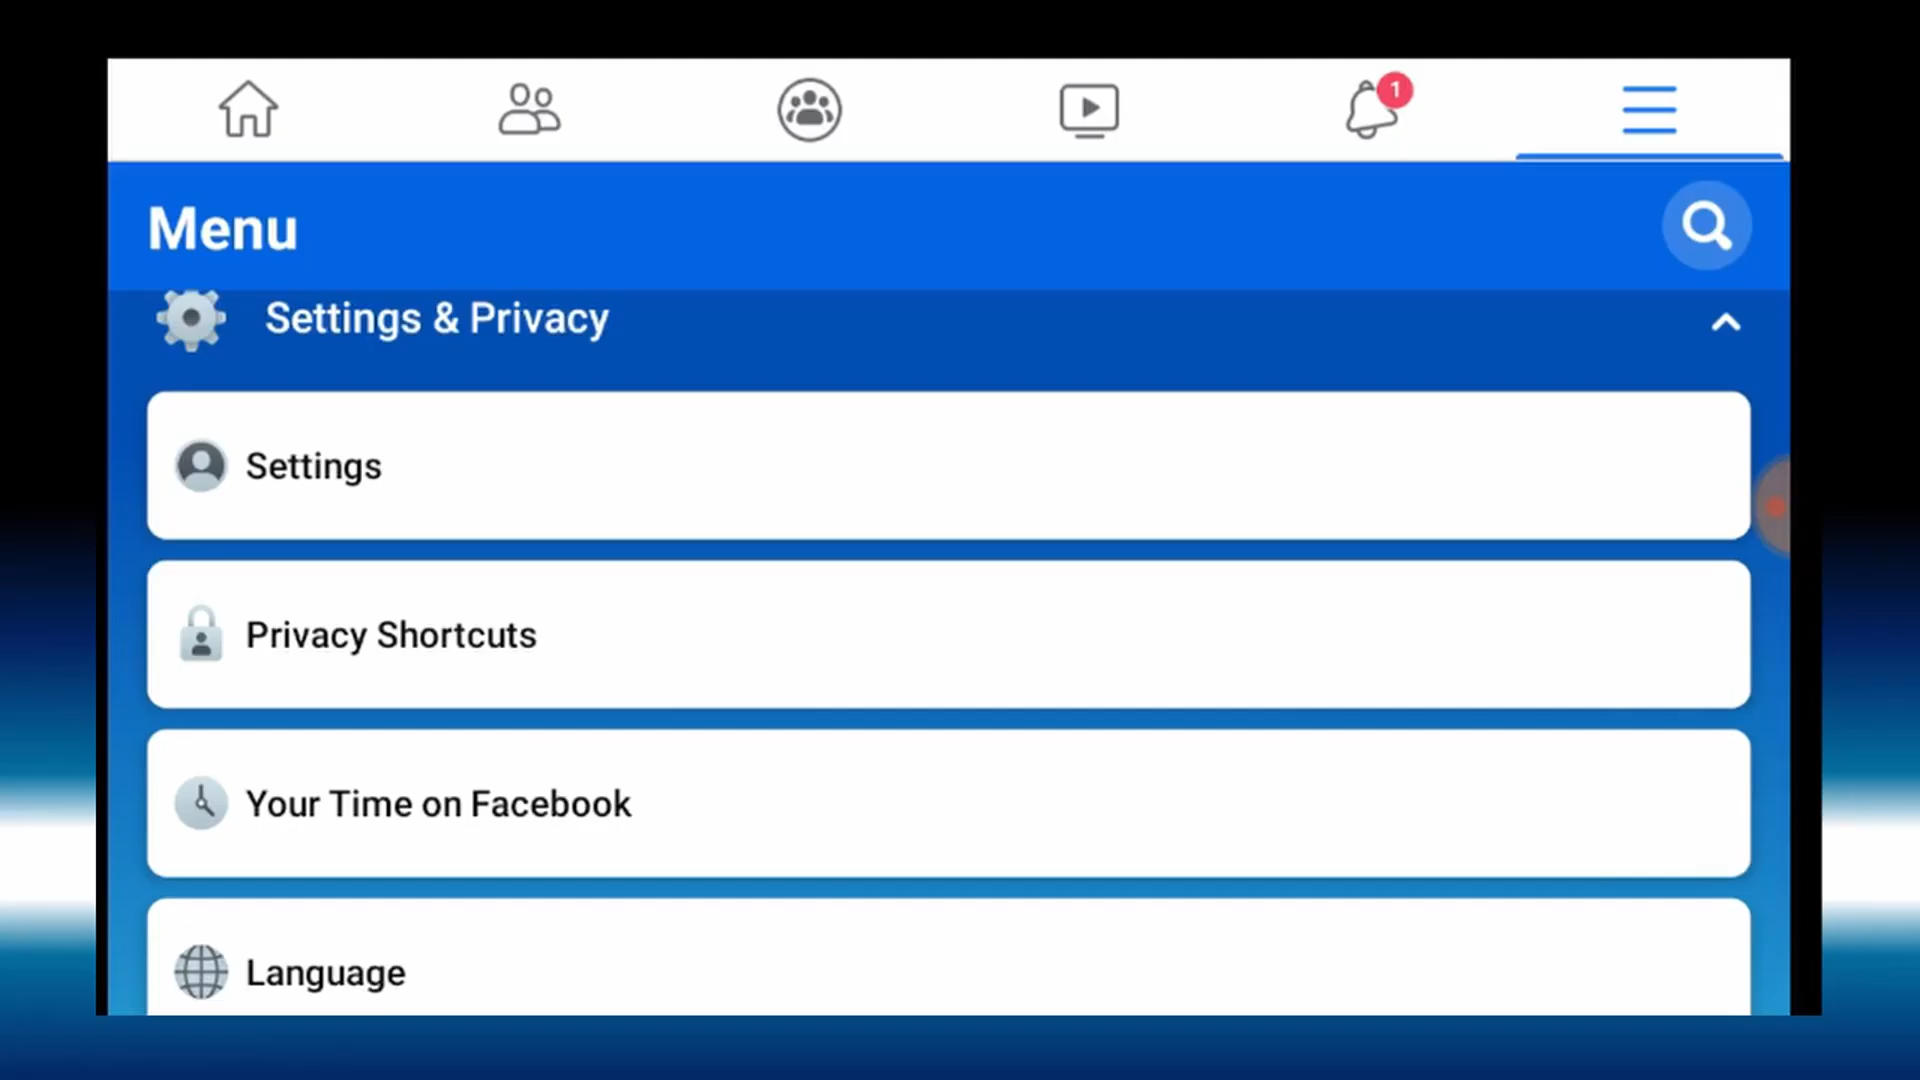 1
Menu
Settings & Privacy
Settings
Privacy Shortcuts
Your Time on Facebook
Language